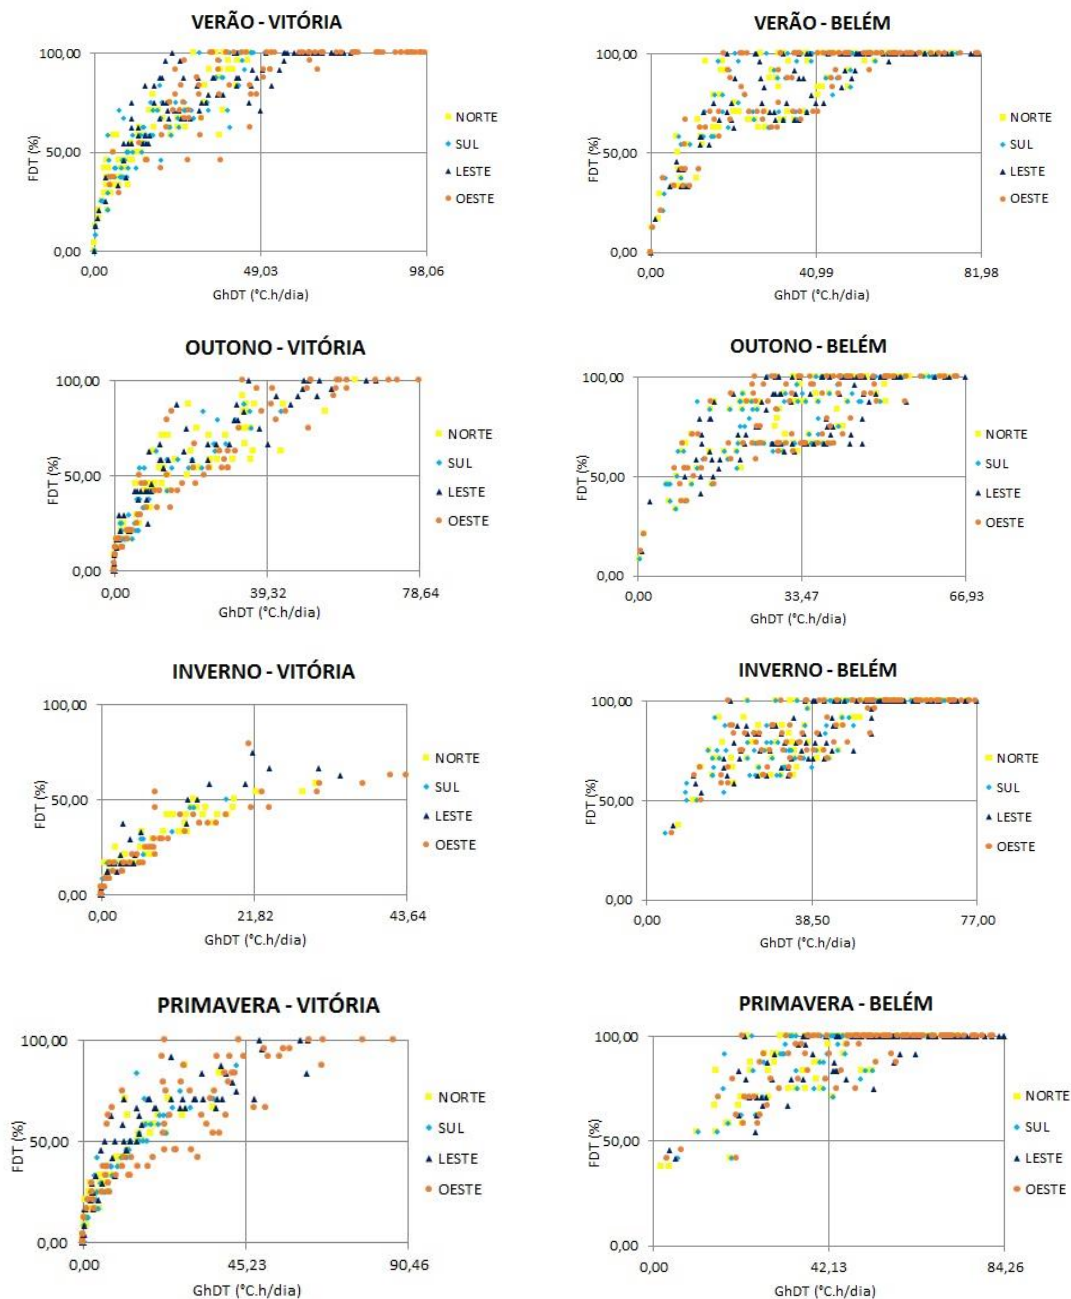 VERÃO - VITÓRIA
100,00
50,00
0,00
FDT (%)
0,00 49,03 98,06
GhDT (°C.h/dia)
NORTE
SUL
LESTE
OESTE
VERÃO - BELÉM
100,00
50,00
0,00
FDT (%)
0,00 40,99 81,98
GhDT (°C.h/dia)
NORTE
SUL
LESTE
OESTE
OUTONO - VITÓRIA
100,00
50,00
0,00
FDT (%)
0,00 39,32 78,64
GhDT (°C.h/dia)
NORTE
SUL
LESTE
OESTE
OUTONO - BELÉM
100,00
50,00
0,00
FDT (%)
0,00 33,47 66,93
GhDT (°C.h/dia)
NORTE
SUL
LESTE
OESTE
INVERNO - VITÓRIA
100,00
50,00
0,00
FDT (%)
0,00 21,82 43,64
GhDT (°C.h/dia)
NORTE
SUL
LESTE
OESTE
INVERNO - BELÉM
100,00
50,00
0,00
FDT (%)
0,00 38,50 77,00
GhDT (°C.h/dia)
NORTE
SUL
LESTE
OESTE
PRIMAVERA - VITÓRIA
100,00
50,00
0,00
FDT (%)
0,00 45,23 90,46
GhDT (°C.h/dia)
NORTE
SUL
LESTE
OESTE
PRIMAVERA - BELÉM
100,00
50,00
0,00
FDT (%)
0,00 42,13 84,26
GhDT (°C.h/dia)
NORTE
SUL
LESTE
OESTE